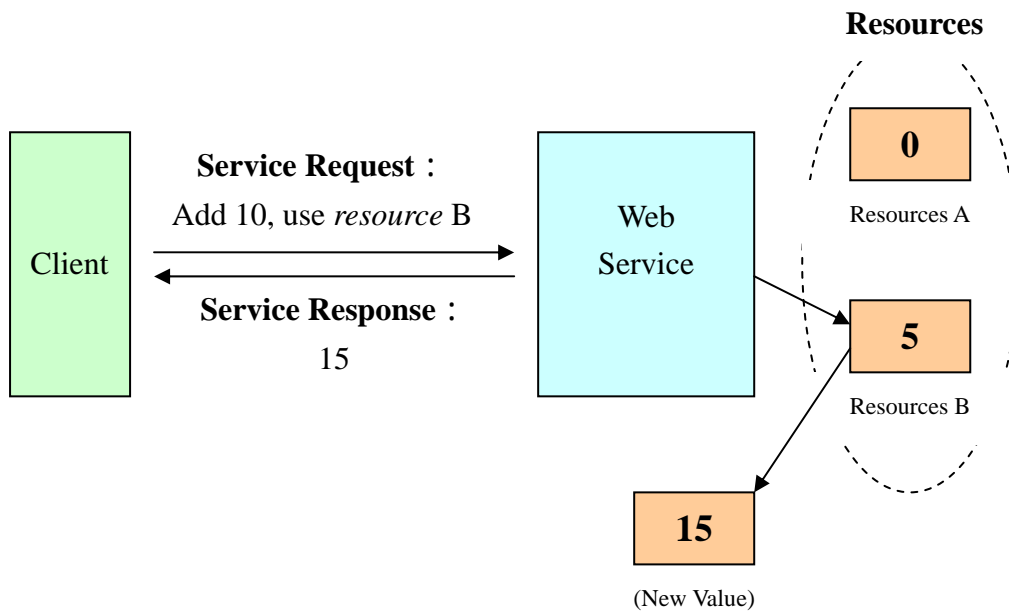 Resources
0
Resources A
Service Request：
Add 10, use resource B
Client
Web
Service
Service Response：
15
5
Resources B
15
(New Value)